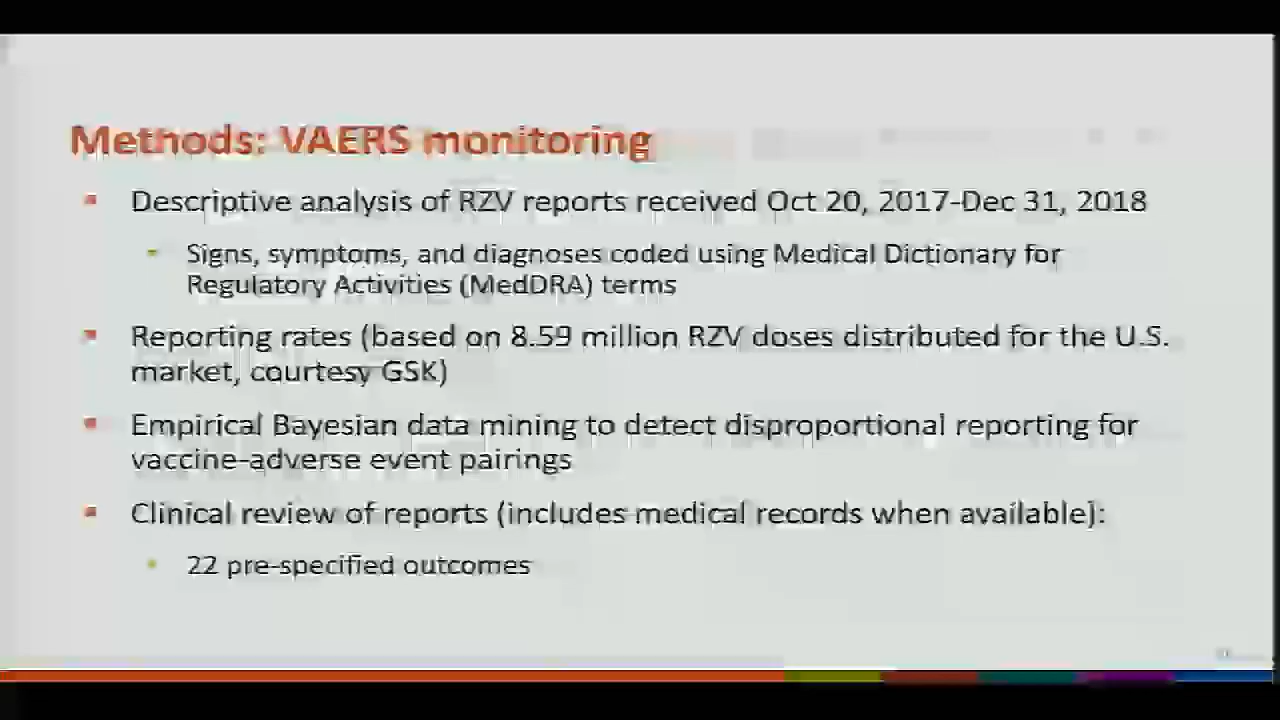 Methods: VAERS monitoring
Descriptive analysis of RZV reports received Oct 20, 2017-Dec 31, 2018
Signs, symptoms, and diagnoses coded using Medical Dictionary for
Regulatory Activities (MedDRA) terms
Reporting rates (based on 8.59 million RZV doses distributed for the U.S.
market, courtesy GSK)
Empirical Bayesian data mining to detect disproportional reporting for
vaccine-adverse event pairings
Clinical review of reports (includes medical records when available):
22 pre-specified outcomes